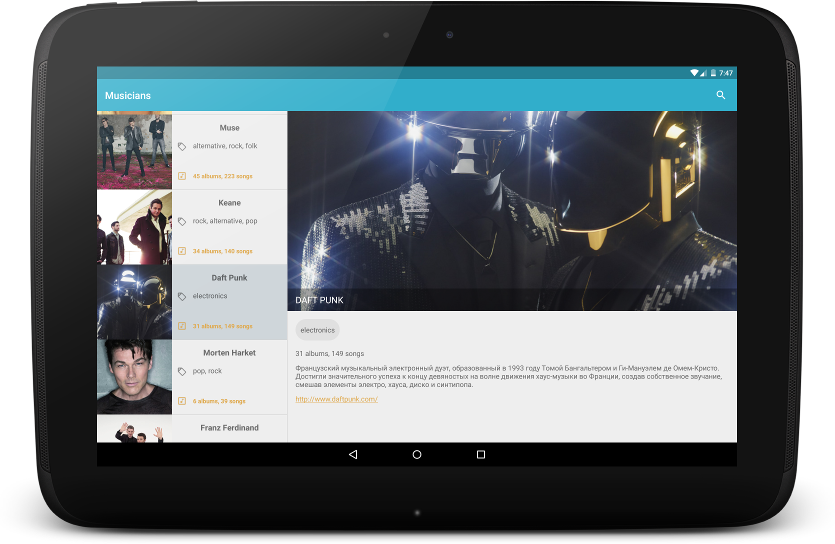 7:47
Musicians
Muse
alternative, rock, folk
45 albums, 223 songs
Keane
rock, alternative, pop
34 albums, 140 songs
Daft Punk
electronics
31 albums, 149 songs
Morten Harket
pop, rock
6 albums, 39 songs
Franz Ferdinand
DAFT PUNK
electronics
31 albums, 149 songs
Французский музыкальный электронный дуэт, образованный в 1993 году Томой Бангальтером и Ги-Мануэлем де Омем-Кристо.
Достигли значительного успеха к концу девяностых на волне движения хаус-музыки во Франции, создав собственное звучание,
смешав элементы электро, хауса, диско и синтипопа.
http://www.daftpunk.com/